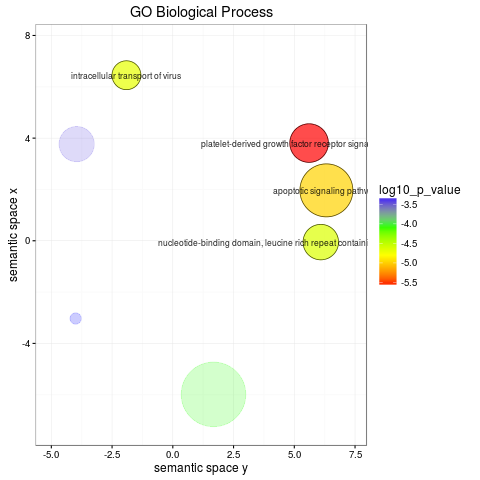 GO Biological Process
8
4
0
-4
semantic space x
intracellular transport of virus
platelet-derived growth factor receptor signa
apoptotic signaling pathw
nucleotide-binding domain, leucine rich repeat containi
-5.0
-2.5
0.0
2.5
5.0
7.5
semantic space y
log10_p_value
-3.5
-4.0
-4.5
-5.0
-5.5